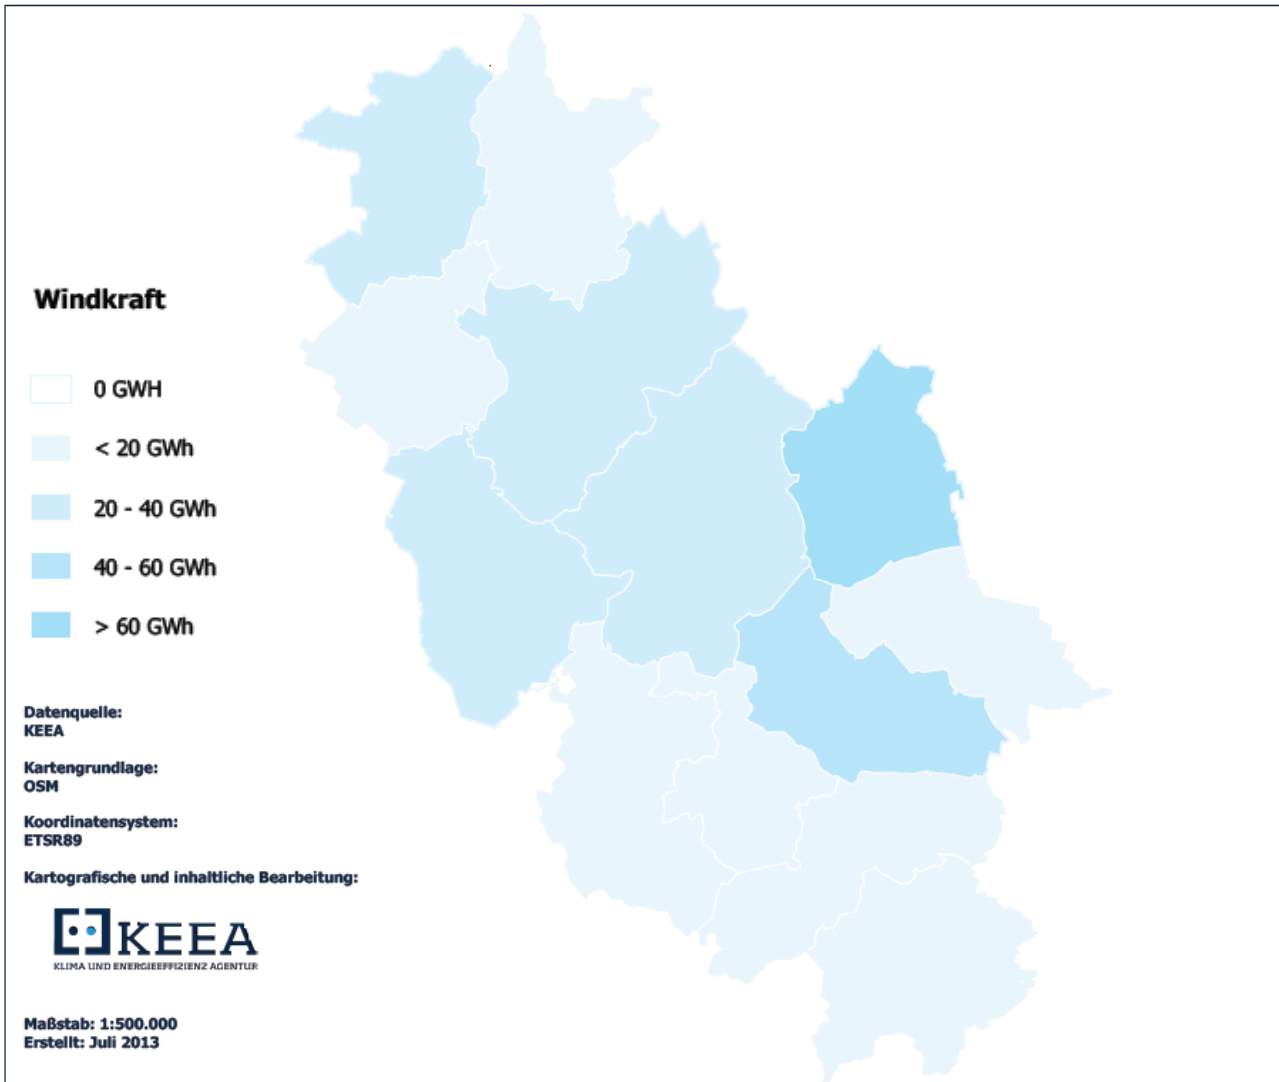 Windkraft
0 GWH
< 20 GWh
20 - 40 GWh
40 - 60 GWh
> 60 GWh
Datenquelle:
KEEA
Kartengrundlage:
OSM
Koordinatensystem:
ETSR89
Kartografische und inhaltliche Bearbeitung:
KEEA
KLIMA UND ENERGIEEFFIZIENZ AGENTUR
Maßstab: 1:500.000
Erstellt: Juli 2013